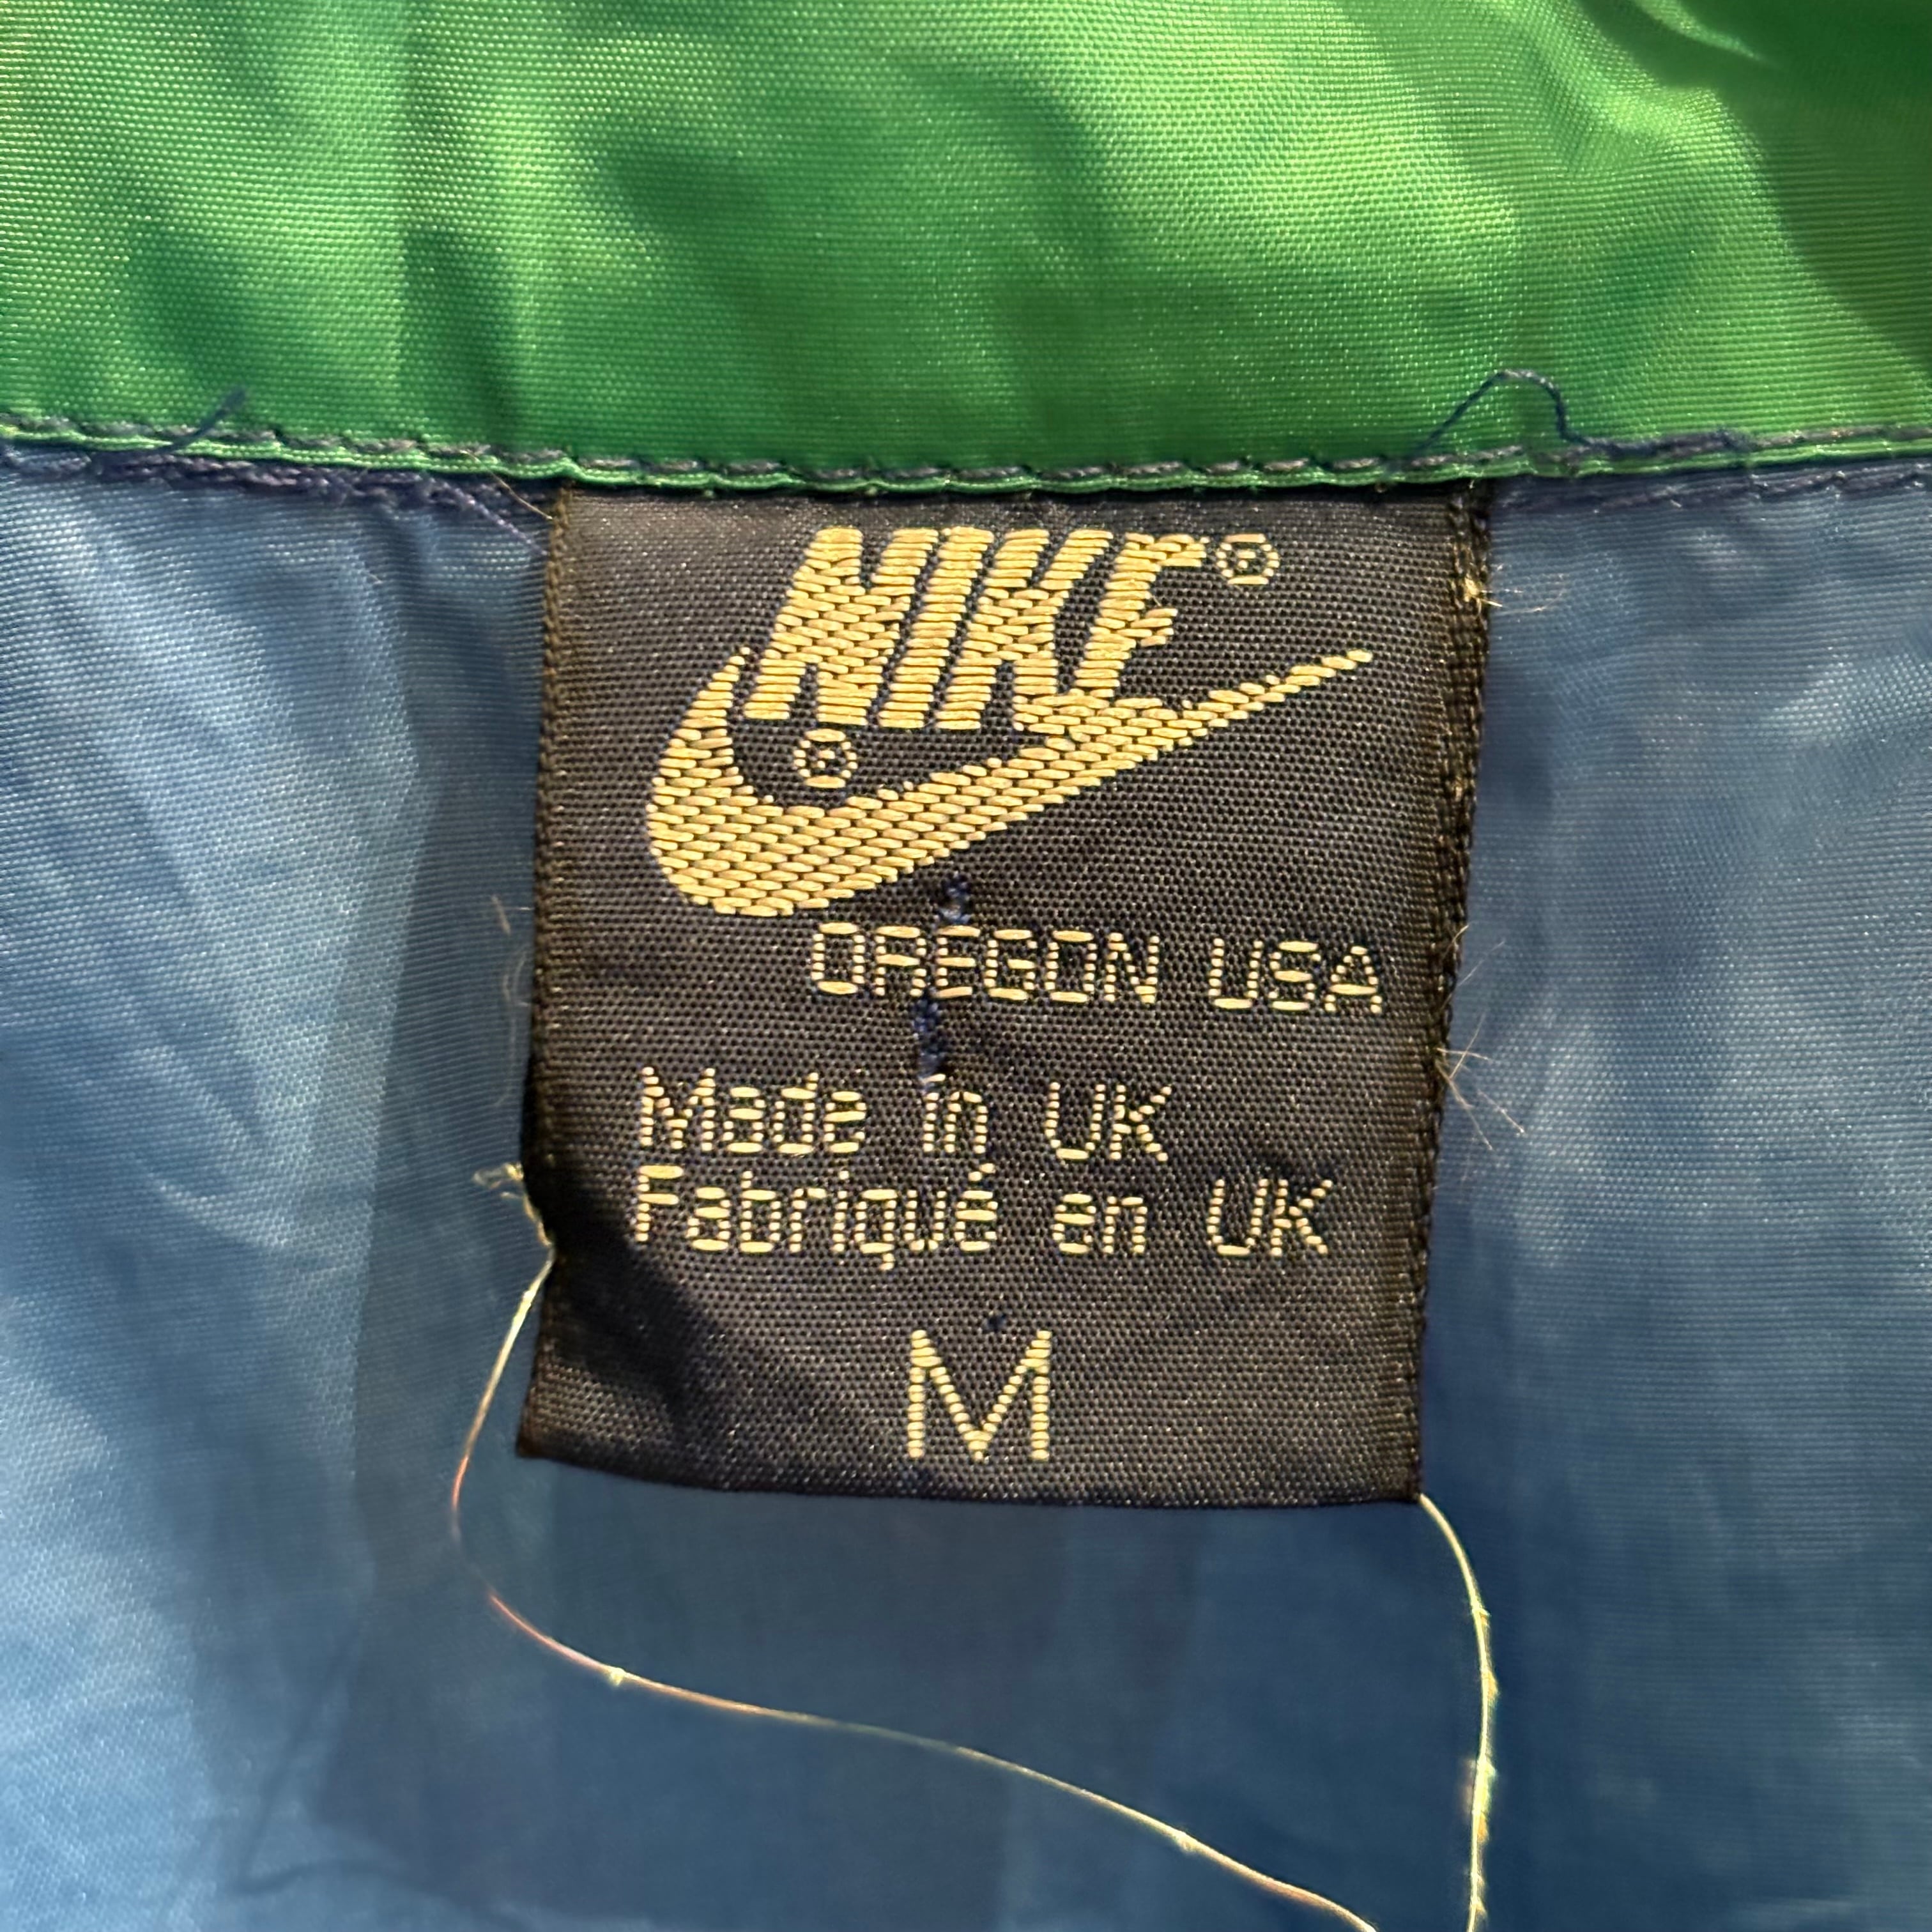 NIKE®
®
OREGON USA
Made in UK
Fabriqué en UK
M